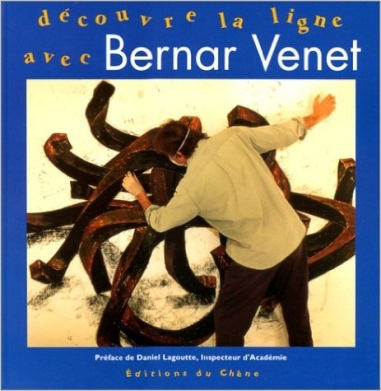 découvre la ligne
avec Bernar Venet
Préface de Daniel Lagoutte, Inspecteur d'Académie
Éditions du Chêne